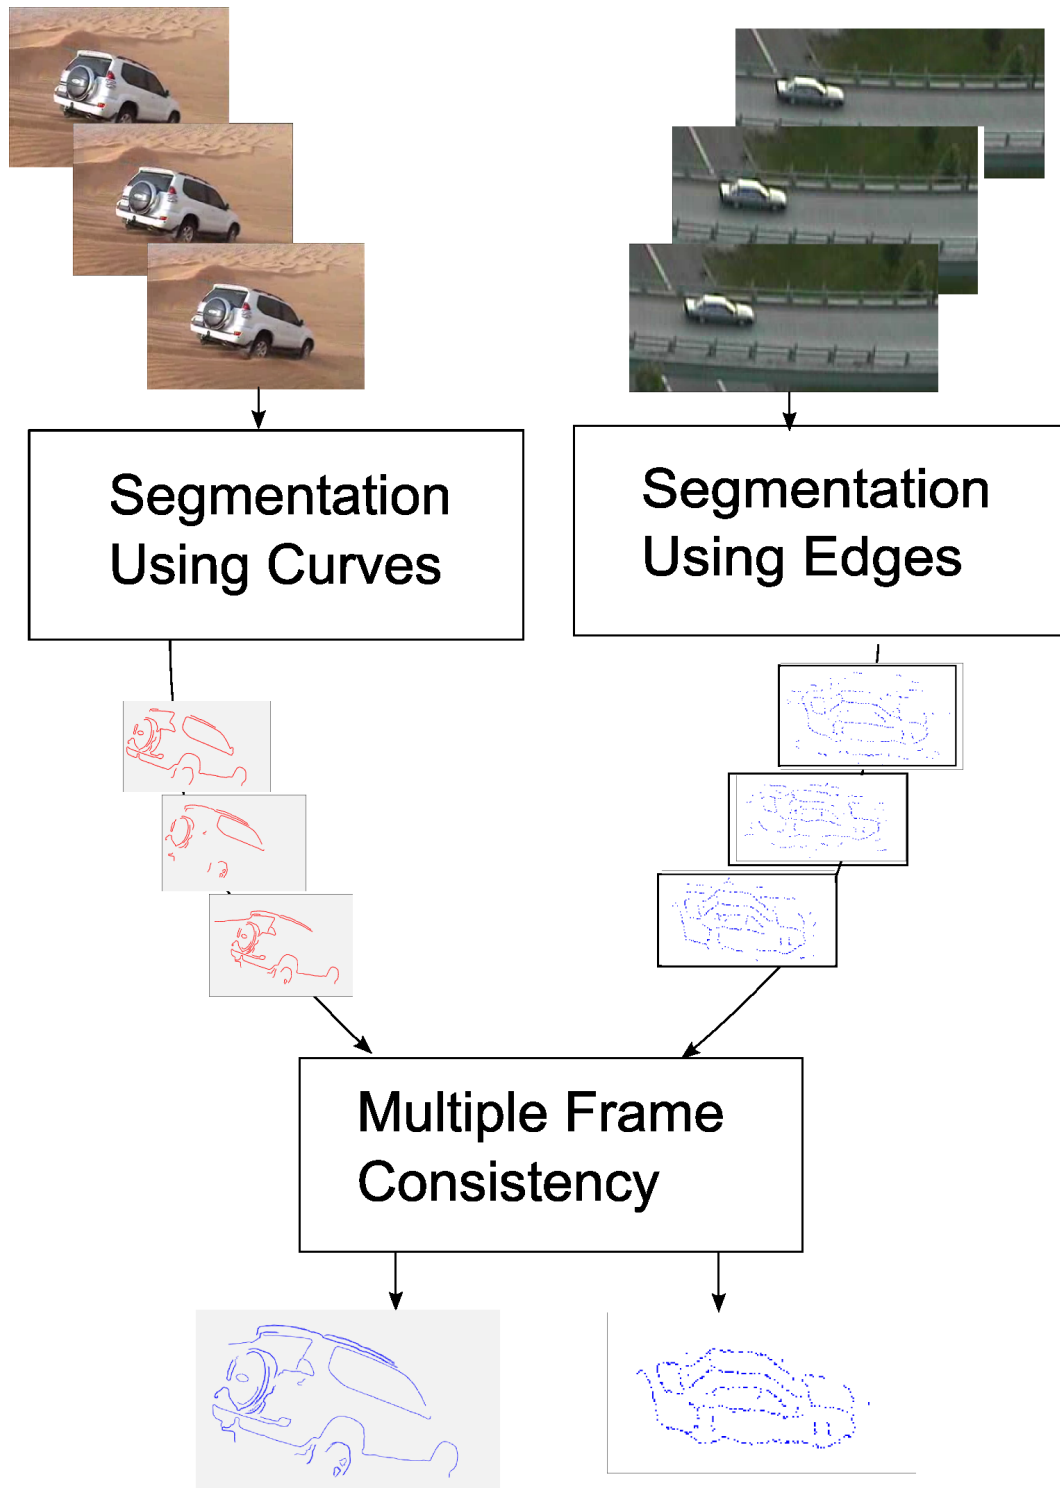 Segmentation
Using Curves
Segmentation
Using Edges
Multiple Frame
Consistency